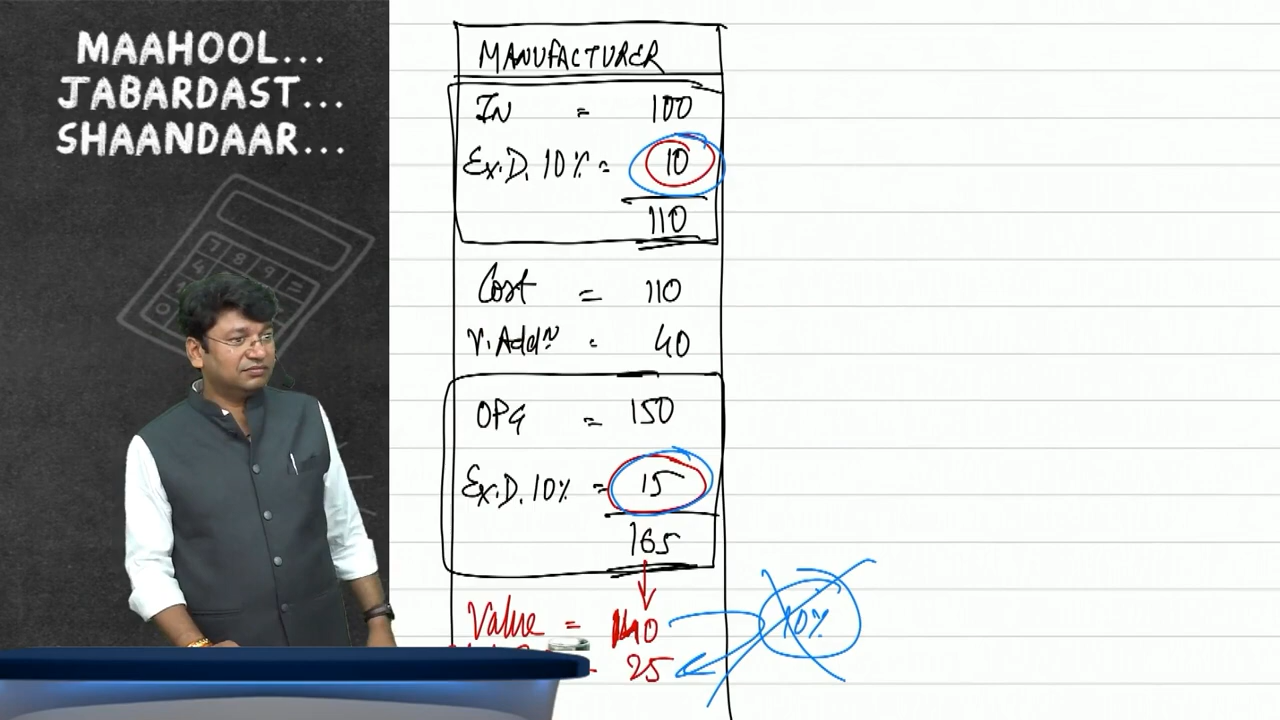 MAAHOOL...
JABARDAST...
SHAANDAAR...
MANUFACTURER
IN = 100
Ex.D. 10% = 10
110
Cost = 110
V. Addn = 40
OPG = 150
Ex.D. 10% = 15
165
Value = 140
10%
25